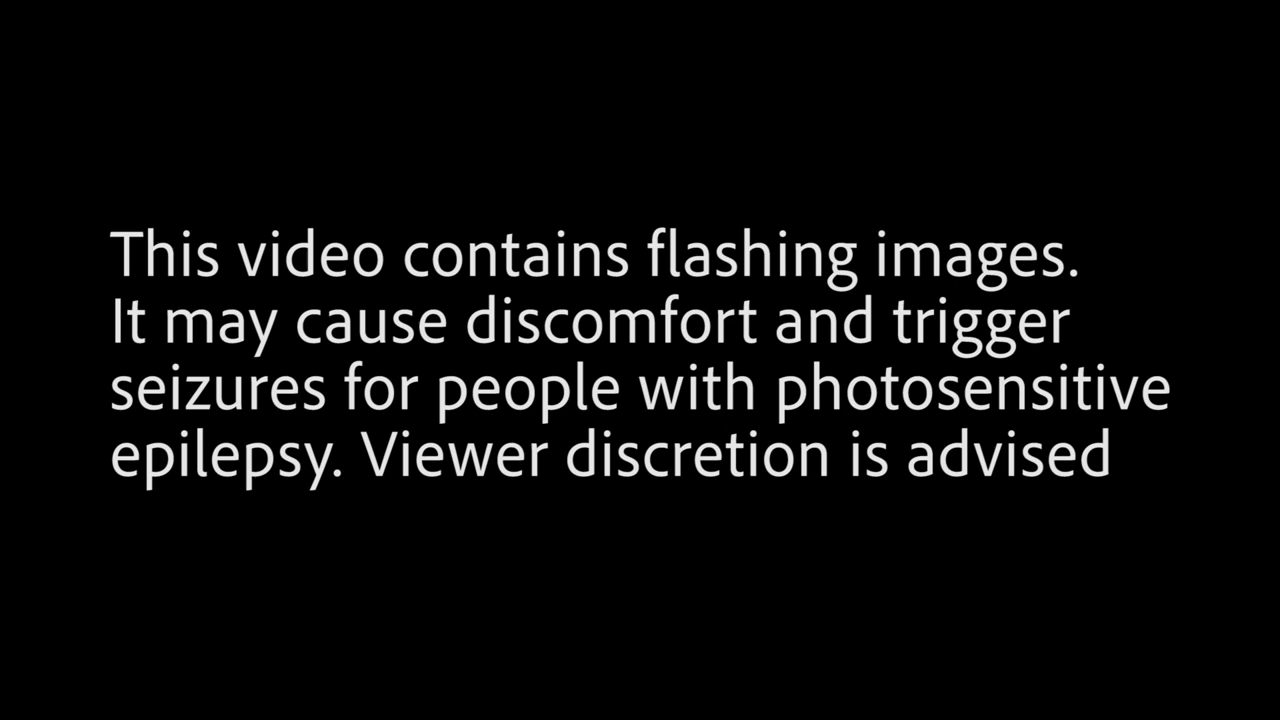 This video contains flashing images.
It may cause discomfort and trigger
seizures for people with photosensitive
epilepsy. Viewer discretion is advised